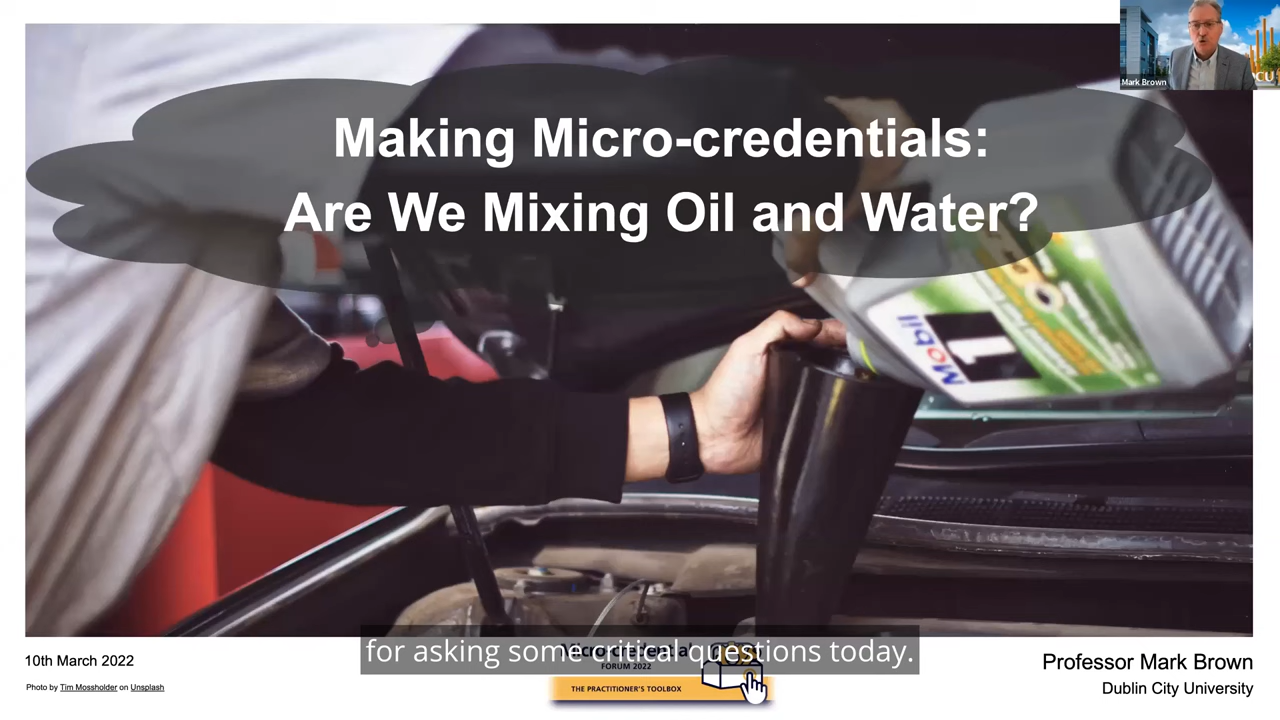 Making Micro-credentials:
Are We Mixing Oil and Water?
Mark Brown
Mobil 1
for asking some critical questions today.
10th March 2022
Photo by Tim Mossholder on Unsplash
Micro-credential
FORUM 2022
THE PRACTITIONER'S TOOLBOX
Professor Mark Brown
Dublin City University